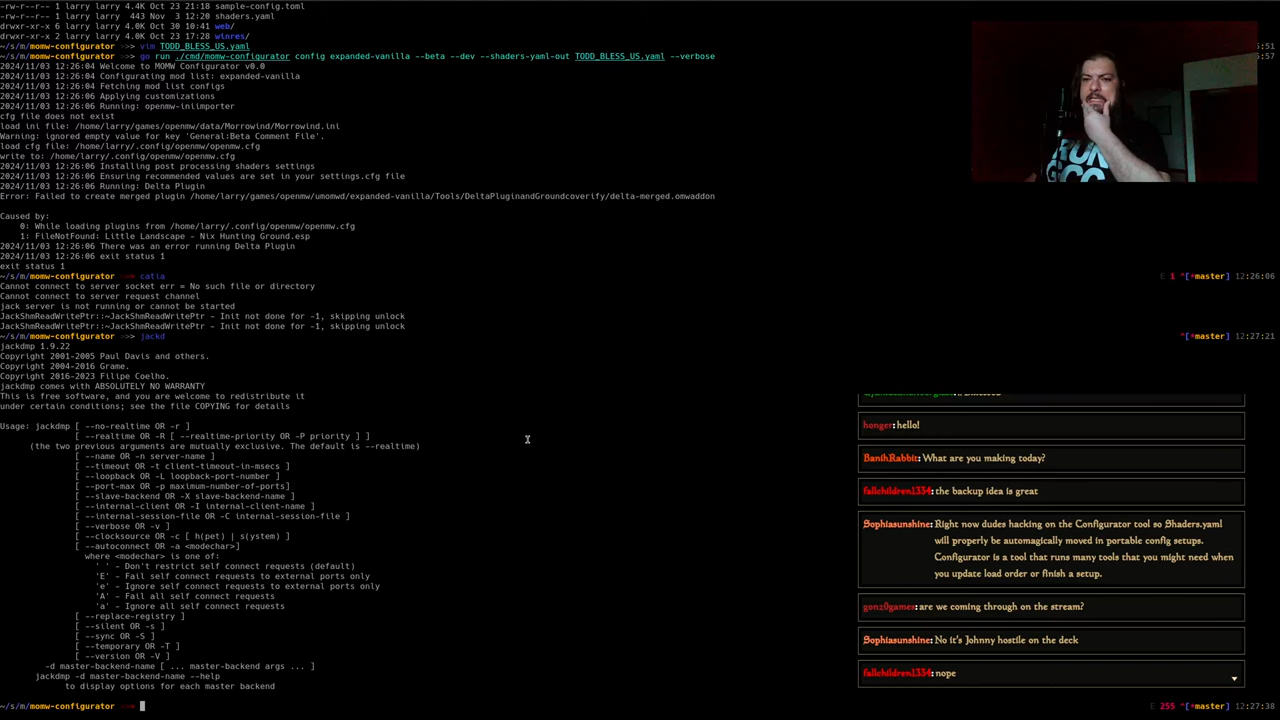 -rw-r--r-- 1 larry larry 4.4K Oct 23 21:18 sample-config.toml
-rw-r--r-- 1 larry larry  443 Nov  3 12:20 shaders.yaml
drwxr-xr-x 6 larry larry 4.0K Oct 30 10:41 web/
drwxr-xr-x 2 larry larry 4.0K Oct 23 17:28 winres/
~/s/m/momw-configurator >>> vim TODD_BLESS_US.yaml
~/s/m/momw-configurator >>> go run ./cmd/momw-configurator config expanded-vanilla --beta --dev --shaders-yaml-out TODD_BLESS_US.yaml --verbose
2024/11/03 12:26:04 Welcome to MOMW Configurator v0.0
2024/11/03 12:26:04 Configurating mod list: expanded-vanilla
2024/11/03 12:26:04 Fetching mod list configs
2024/11/03 12:26:06 Applying customizations
2024/11/03 12:26:06 Running: openmw-iniimporter
cfg file does not exist
load ini file: /home/larry/games/openmw/data/Morrowind/Morrowind.ini
Warning: ignored empty value for key 'General:Beta Comment File'.
load cfg file: /home/larry/.config/openmw/openmw.cfg
write to: /home/larry/.config/openmw/openmw.cfg
2024/11/03 12:26:06 Installing post processing shaders settings
2024/11/03 12:26:06 Ensuring recommended values are set in your settings.cfg file
2024/11/03 12:26:06 Running: Delta Plugin
Error: Failed to create merged plugin /home/larry/games/openmw/umomwd/expanded-vanilla/Tools/DeltaPluginandGroundcoverify/delta-merged.omwaddon
Caused by:
0: While loading plugins from /home/larry/.config/openmw/openmw.cfg
1: FileNotFound: Little Landscape - Nix Hunting Ground.esp
2024/11/03 12:26:06 There was an error running Delta Plugin
2024/11/03 12:26:06 exit status 1
exit status 1
~/s/m/momw-configurator >>> catia
E 1 ^[*master] 12:26:06
Cannot connect to server socket err = No such file or directory
Cannot connect to server request channel
jack server is not running or cannot be started
JackShmReadWritePtr::~JackShmReadWritePtr - Init not done for -1, skipping unlock
JackShmReadWritePtr::~JackShmReadWritePtr - Init not done for -1, skipping unlock
~/s/m/momw-configurator >>> jackd
^[*master] 12:27:21
jackdmp 1.9.22
Copyright 2001-2005 Paul Davis and others.
Copyright 2004-2016 Grame.
Copyright 2016-2023 Filipe Coelho.
jackdmp comes with ABSOLUTELY NO WARRANTY
This is free software, and you are welcome to redistribute it
under certain conditions; see the file COPYING for details
Usage: jackdmp [ --no-realtime OR -r ]
[ --realtime OR -R [ --realtime-priority OR -P priority ] ]
(the two previous arguments are mutually exclusive. The default is --realtime)
[ --name OR -n server-name ]
[ --timeout OR -t client-timeout-in-msecs ]
[ --loopback OR -L loopback-port-number ]
[ --port-max OR -p maximum-number-of-ports]
[ --slave-backend OR -X slave-backend-name ]
[ --internal-client OR -I internal-client-name ]
[ --internal-session-file OR -C internal-session-file ]
[ --verbose OR -v ]
[ --clocksource OR -c [ h(pet) | s(ystem) ]
[ --autoconnect OR -a <modechar>]
where <modechar> is one of:
' ' - Don't restrict self connect requests (default)
'E' - Fail self connect requests to external ports only
'e' - Ignore self connect requests to external ports only
'A' - Fail all self connect requests
'a' - Ignore all self connect requests
[ --replace-registry ]
[ --silent OR -s ]
[ --sync OR -S ]
[ --temporary OR -T ]
[ --version OR -V ]
-d master-backend-name [ ... master-backend args ... ]
jackdmp -d master-backend-name --help
to display options for each master backend
~/s/m/momw-configurator >>>
E 255 ^[*master] 12:27:38
5:51
5:57
RUN
honger: hello!
BanihRabbit: What are you making today?
fallchildren1334: the backup idea is great
Sophiasunshine: Right now dudes hacking on the Configurator tool so Shaders.yaml
will properly be automagically moved in portable config setups.
Configurator is a tool that runs many tools that you might need when
you update load order or finish a setup.
gon20games: are we coming through on the stream?
Sophiasunshine: No it's Johnny hostile on the deck
fallchildren1334: nope